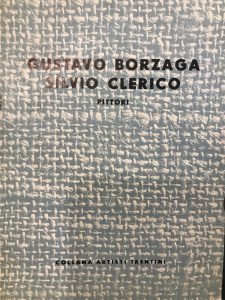 GUSTAVO BORZAGA
SILVIO CLERICO
PITTORI
COLLANA ARTISTI TRENTINI